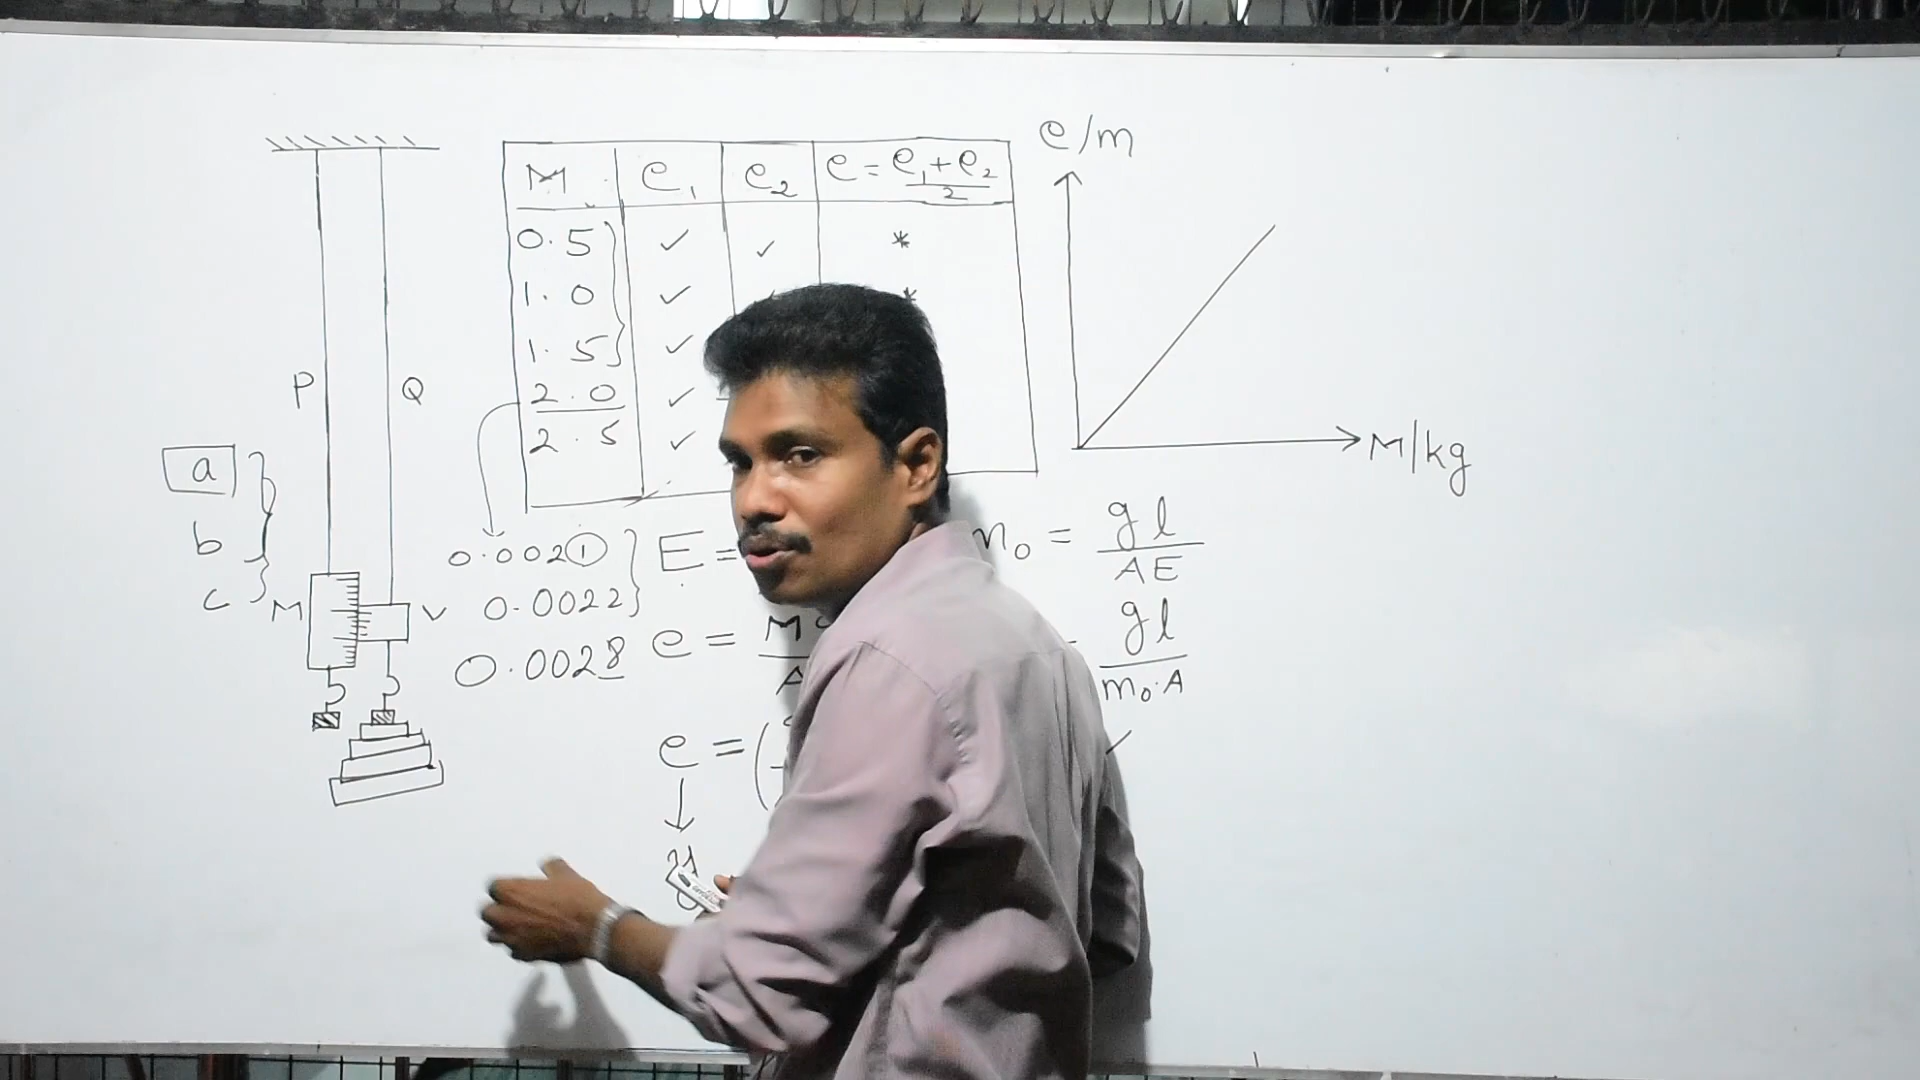 M e₁ e₂ e = e₁ + e₂ / 2
0.5 ✓ ✓ *
1.0 ✓ *
1.5 ✓
2.0 ✓
2.5 ✓
e/m
M/kg
P Q
a
b
c
M V
0.0021
0.0022
0.0028
E =
m₀ = gl / AE
e =
gl / m₀.A
e = (